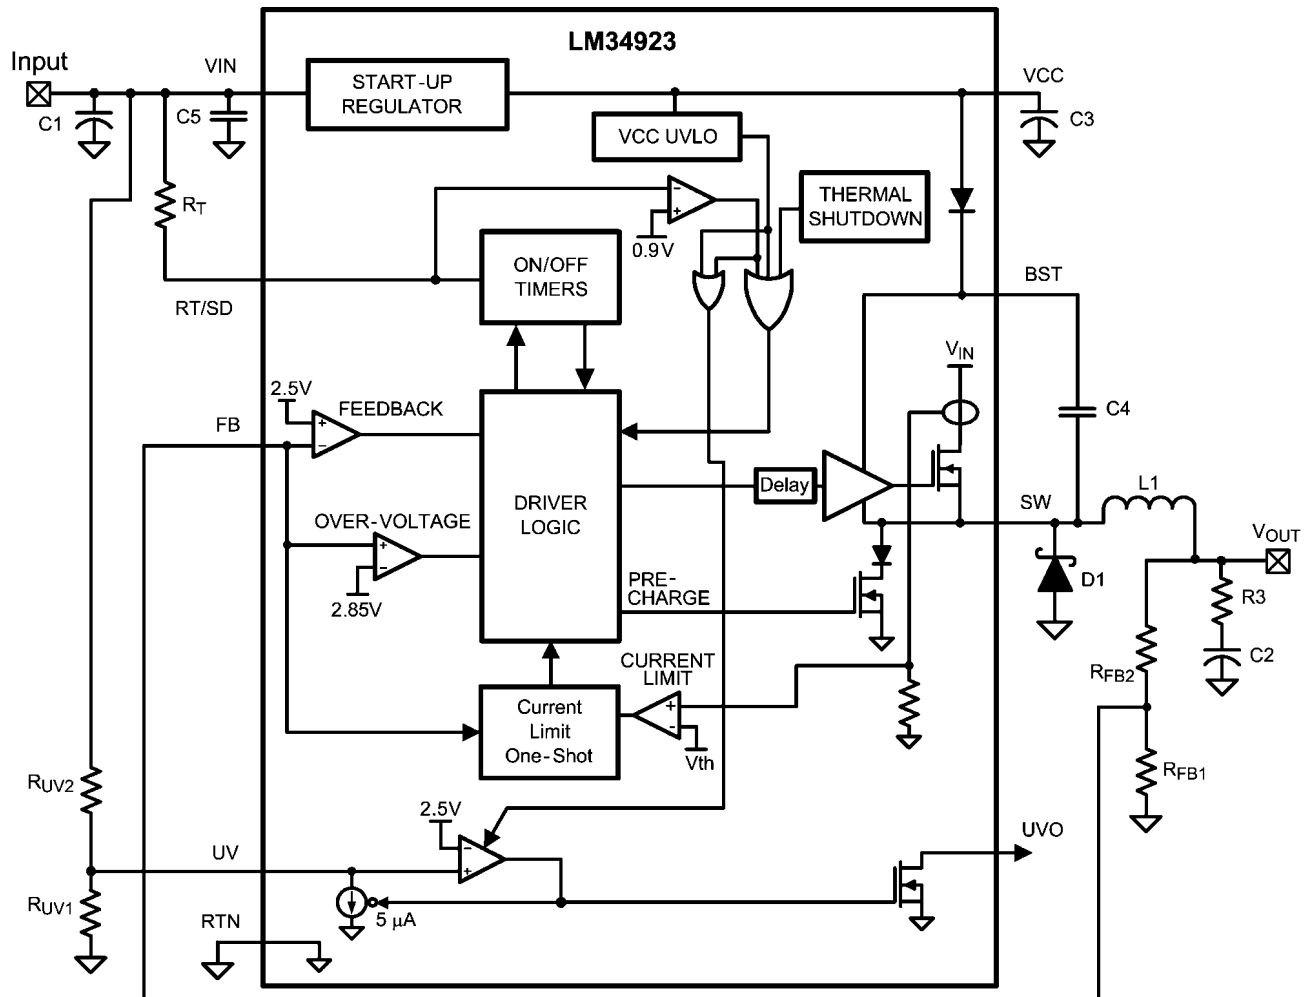 LM34923
Input
VIN
START-UP
REGULATOR
VCC
C1
C5
C3
VCC UVLO
THERMAL
SHUTDOWN
RT
−
+
0.9V
ON/OFF
TIMERS
RT/SD
BST
VIN
2.5V
FEEDBACK
FB
+
−
C4
Delay
DRIVER
LOGIC
SW
L1
OVER-VOLTAGE
+
−
2.85V
VOUT
D1
PRE-
CHARGE
R3
C2
RFB2
CURRENT
LIMIT
+
-
Vth
Current
Limit
One-Shot
RFB1
RUV2
2.5V
−
+
UV
UVO
RUV1
5 μA
RTN